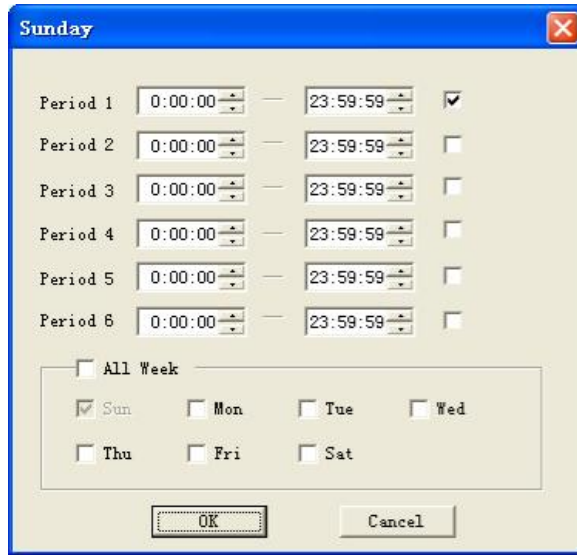 Sunday
Period 1 0:00:00 — 23:59:59
Period 2 0:00:00 — 23:59:59
Period 3 0:00:00 — 23:59:59
Period 4 0:00:00 — 23:59:59
Period 5 0:00:00 — 23:59:59
Period 6 0:00:00 — 23:59:59
All Week
Sun Mon Tue Wed
Thu Fri Sat
OK Cancel